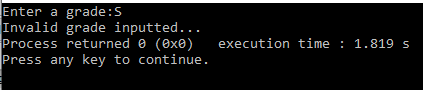 Enter a grade:S
Invalid grade inputted...
Process returned 0 (0x0)   execution time : 1.819 s
Press any key to continue.